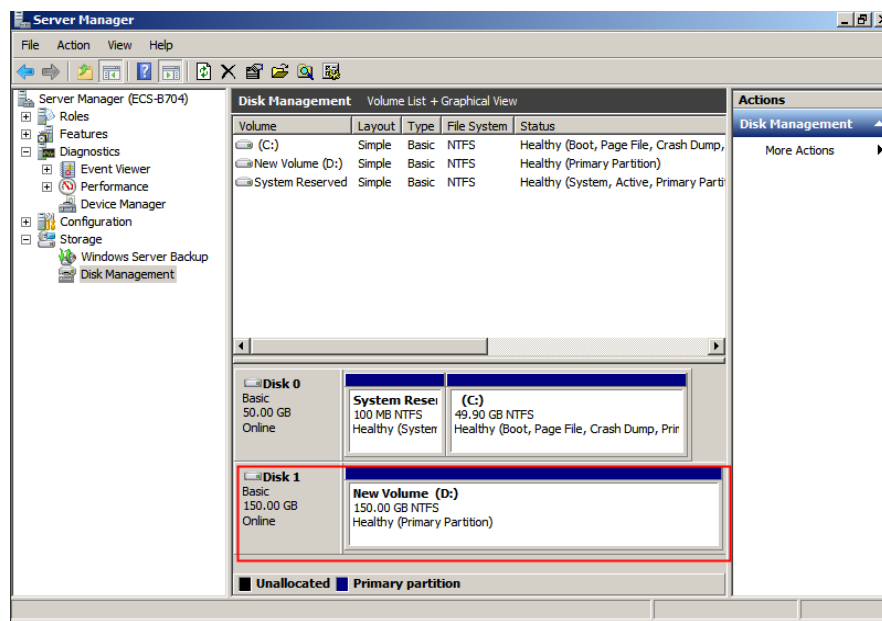 Server Manager
File Action View Help
Server Manager (ECS-B704)
Roles
Features
Diagnostics
Event Viewer
Performance
Device Manager
Configuration
Storage
Windows Server Backup
Disk Management
Disk Management Volume List + Graphical View
Volume Layout Type File System Status
(C:) Simple Basic NTFS Healthy (Boot, Page File, Crash Dump,
New Volume (D:) Simple Basic NTFS Healthy (Primary Partition)
System Reserved Simple Basic NTFS Healthy (System, Active, Primary Parti
Disk 0
Basic
50.00 GB
Online
System Reser
100 MB NTFS
Healthy (System
(C:)
49.90 GB NTFS
Healthy (Boot, Page File, Crash Dump, Prir
Disk 1
Basic
150.00 GB
Online
New Volume (D:)
150.00 GB NTFS
Healthy (Primary Partition)
Unallocated Primary partition
Actions
Disk Management
More Actions